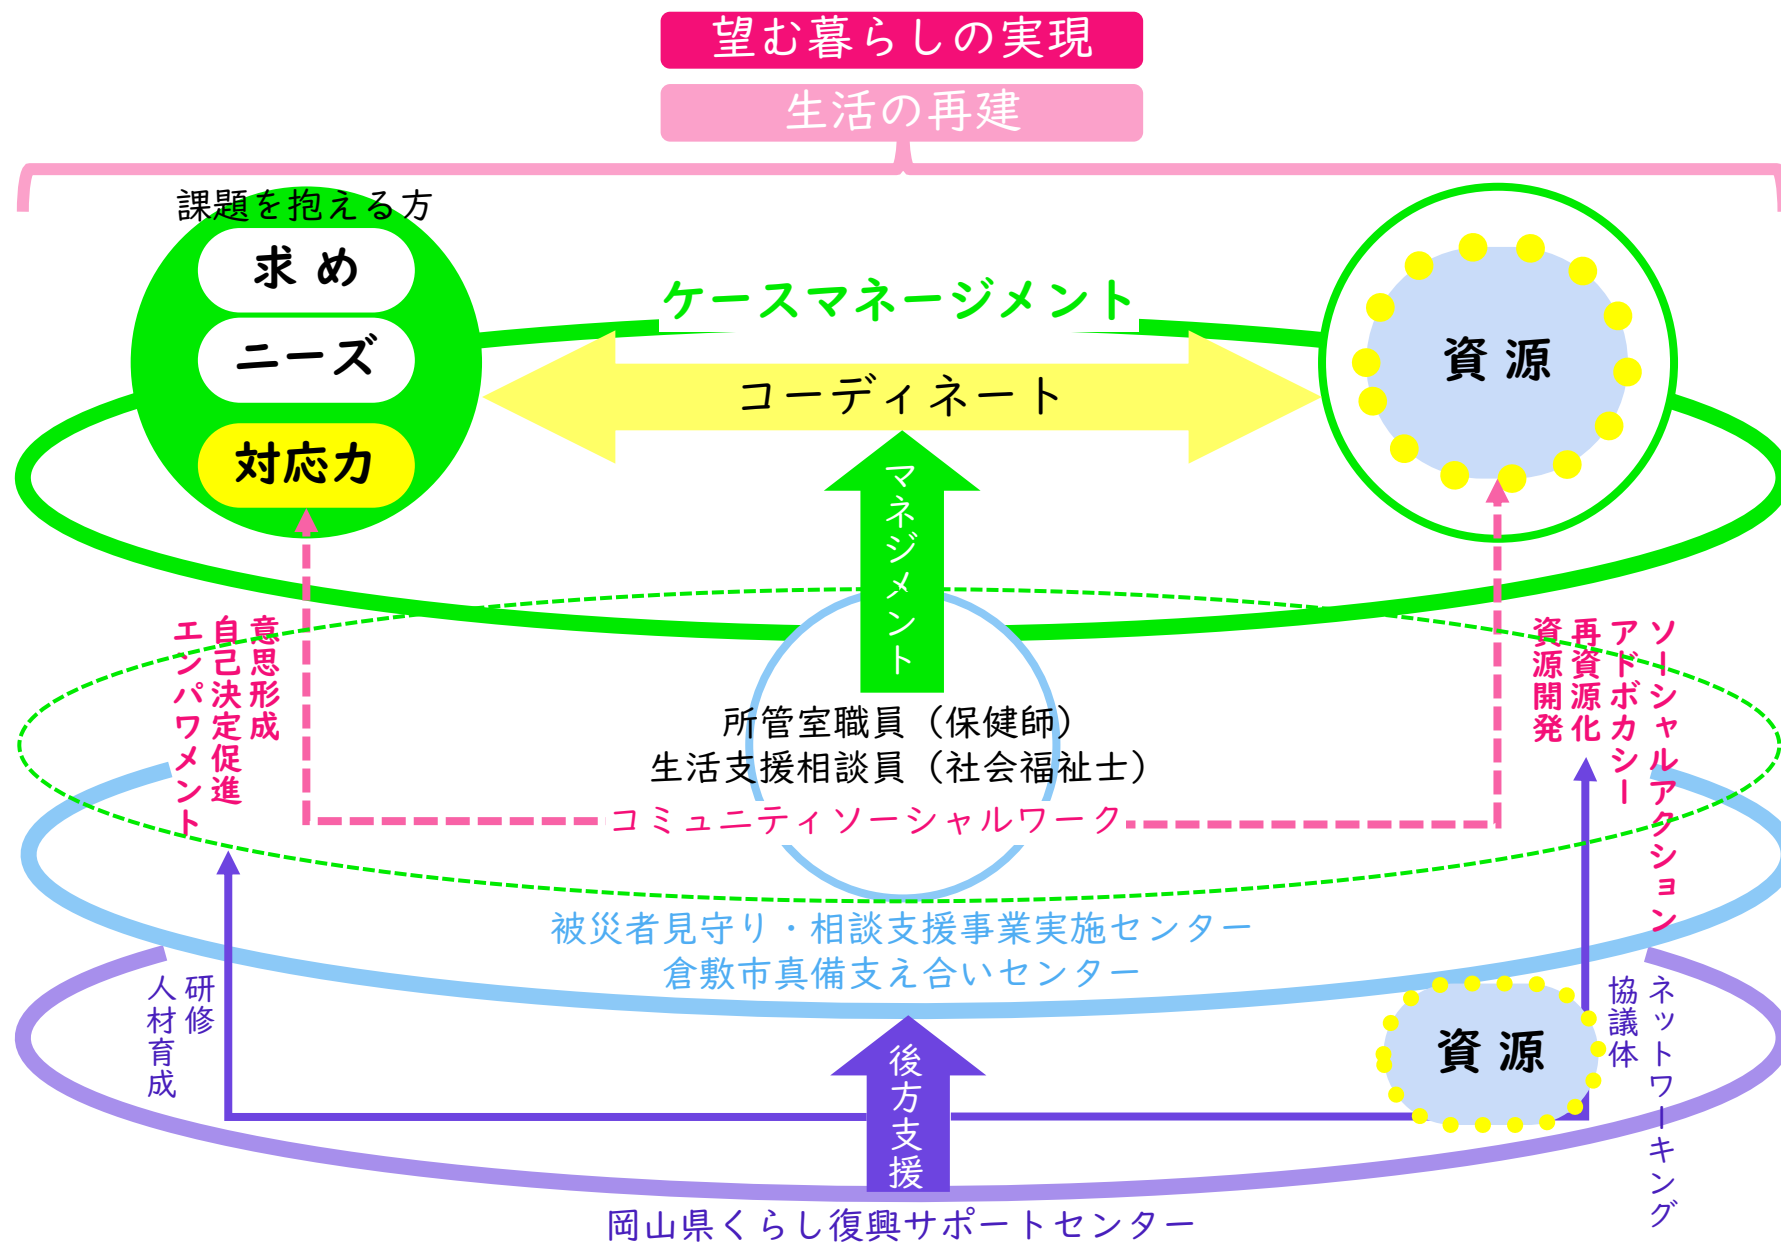 望む暮らしの実現
生活の再建
課題を抱える方
求 め
ニーズ
対応力
ケースマネージメント
コーディネート
資 源
マネジメント
意思形成
自己決定促進
エンパワメント
ソーシャルアクション
アドボカシー
再資源化
資源開発
所管室職員（保健師）
生活支援相談員（社会福祉士）
コミュニティソーシャルワーク
被災者見守り・相談支援事業実施センター
倉敷市真備支え合いセンター
研修
人材育成
後方支援
資 源
ネットワーキング
協議体
岡山県くらし復興サポートセンター